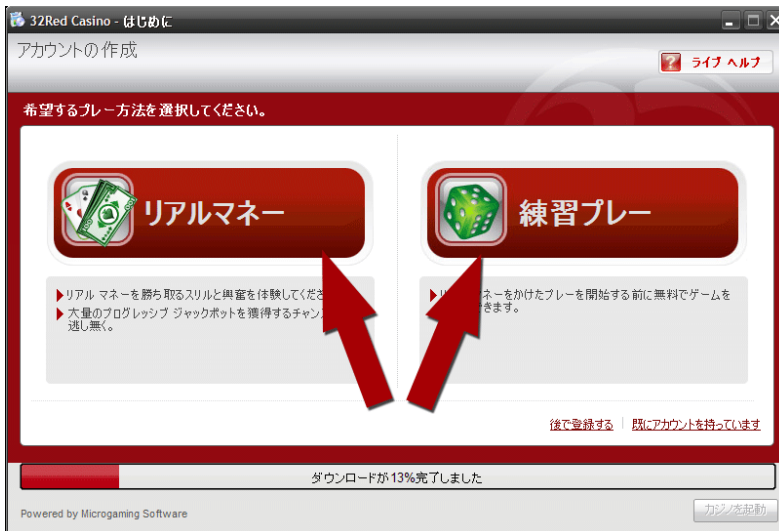 32Red Casino - はじめに
アカウントの作成
ライブ ヘルプ
希望するプレー方法を選択してください。
リアルマネー
練習プレー
リアル マネーを勝ち取るスリルと興奮を体験してくださ
大量のプログレッシブ ジャックポットを獲得するチャン
逃し無く。
ネーをかけたプレーを開始する前に無料でゲームを
きます。
後で登録する
既にアカウントを持っています
ダウンロードが13%完了しました
Powered by Microgaming Software
カジノを起動